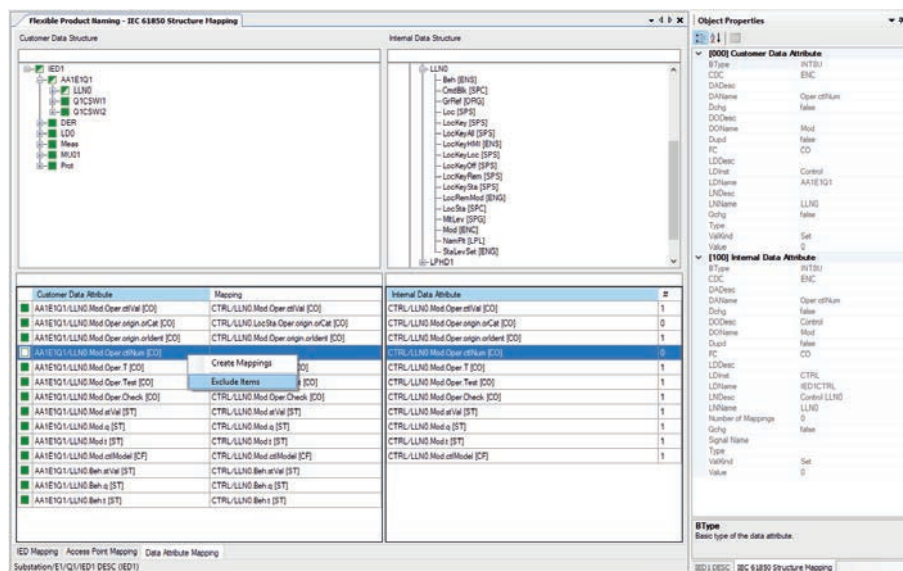 Flexible Product Naming - IEC 61850 Structure Mapping
Customer Data Structure
IED1
AA1E1Q1
LLN0
Q1CSWI1
Q1CSWI2
DER
LD0
Meas
MU01
Prot
Internal Data Structure
LLN0
Beh [ENS]
CmdBlk [SPC]
GrRef [ORG]
Loc [SPS]
LocKey [SPS]
LocKeyAll [SPS]
LocKeyHMI [ENS]
LocKeyLoc [SPS]
LocKeyOff [SPS]
LocKeyRem [SPS]
LocKeySta [SPS]
LocRemMod [ENG]
LocSta [SPC]
MltLev [SPG]
Mod [ENC]
NamPlt [LPL]
StaLevSet [ENG]
LPHD1
Customer Data Attribute Mapping
AA1E1Q1/LLN0.Mod.Oper.ctlVal [CO] CTRL/LLN0.Mod.Oper.ctlVal [CO]
AA1E1Q1/LLN0.Mod.Oper.origin.orCat [CO] CTRL/LLN0.LocSta.Oper.origin.orCat [CO]
AA1E1Q1/LLN0.Mod.Oper.origin.orIdent [CO] CTRL/LLN0.Mod.Oper.origin.orIdent [CO]
AA1E1Q1/LLN0.Mod.Oper.ctlNum [CO]
AA1E1Q1/LLN0.Mod.Oper.T [CO]
AA1E1Q1/LLN0.Mod.Oper.Test [CO]
AA1E1Q1/LLN0.Mod.Oper.Check [CO] CTRL/LLN0.Mod.Oper.Check [CO]
AA1E1Q1/LLN0.Mod.stVal [ST] CTRL/LLN0.Mod.stVal [ST]
AA1E1Q1/LLN0.Mod.q [ST] CTRL/LLN0.Mod.q [ST]
AA1E1Q1/LLN0.Mod.t [ST] CTRL/LLN0.Mod.t [ST]
AA1E1Q1/LLN0.Mod.ctlModel [CF] CTRL/LLN0.Mod.ctlModel [CF]
AA1E1Q1/LLN0.Beh.stVal [ST] CTRL/LLN0.Beh.stVal [ST]
AA1E1Q1/LLN0.Beh.q [ST] CTRL/LLN0.Beh.q [ST]
AA1E1Q1/LLN0.Beh.t [ST] CTRL/LLN0.Beh.t [ST]
Create Mappings
Exclude Items
Internal Data Attribute #
CTRL/LLN0.Mod.Oper.ctlVal [CO] 1
CTRL/LLN0.Mod.Oper.origin.orCat [CO] 0
CTRL/LLN0.Mod.Oper.origin.orIdent [CO] 1
CTRL/LLN0.Mod.Oper.ctlNum [CO] 0
CTRL/LLN0.Mod.Oper.T [CO] 1
CTRL/LLN0.Mod.Oper.Test [CO] 1
CTRL/LLN0.Mod.Oper.Check [CO] 1
CTRL/LLN0.Mod.stVal [ST] 1
CTRL/LLN0.Mod.q [ST] 1
CTRL/LLN0.Mod.t [ST] 1
CTRL/LLN0.Mod.ctlModel [CF] 1
IED Mapping Access Point Mapping Data Attribute Mapping
Substation/E1/Q1/IED1 DESC (IED1)
Object Properties
[000] Customer Data Attribute
BType INT8U
CDC ENC
DADesc
DAName Oper.ctlNum
Dchg false
DODesc
DOName Mod
Dupd false
FC CO
LDDesc
LDInst Control
LDName AA1E1Q1
LNDesc
LNName LLN0
Qchg false
Type
ValKind Set
Value 0
[100] Internal Data Attribute
BType INT8U
CDC ENC
DADesc
DAName Oper.ctlNum
Dchg false
DODesc Control
DOName Mod
Dupd false
FC CO
LDDesc
LDInst CTRL
LDName IED1CTRL
LNDesc Control LLN0
LNName LLN0
Number of Mappings 0
Qchg false
Signal Name
Type
ValKind Set
Value 0
BType
Basic type of the data attribute.
IED1 DESC IEC 61850 Structure Mapping